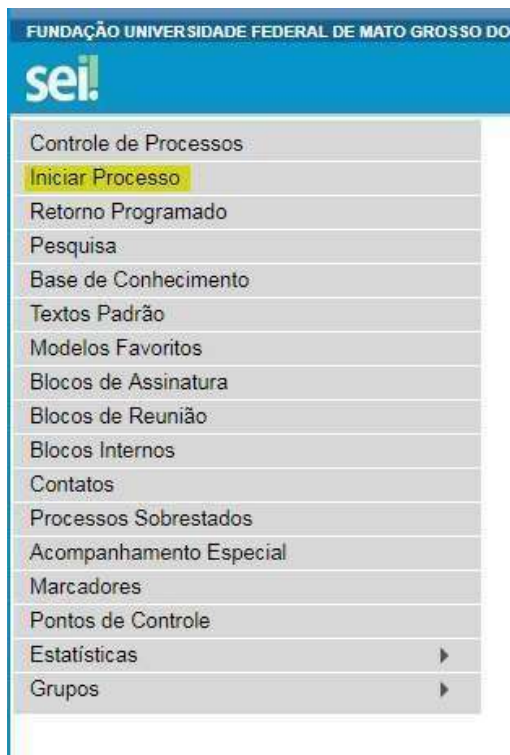 FUNDAÇÃO UNIVERSIDADE FEDERAL DE MATO GROSSO DO
sei!
Controle de Processos
Iniciar Processo
Retorno Programado
Pesquisa
Base de Conhecimento
Textos Padrão
Modelos Favoritos
Blocos de Assinatura
Blocos de Reunião
Blocos Internos
Contatos
Processos Sobrestados
Acompanhamento Especial
Marcadores
Pontos de Controle
Estatísticas
Grupos